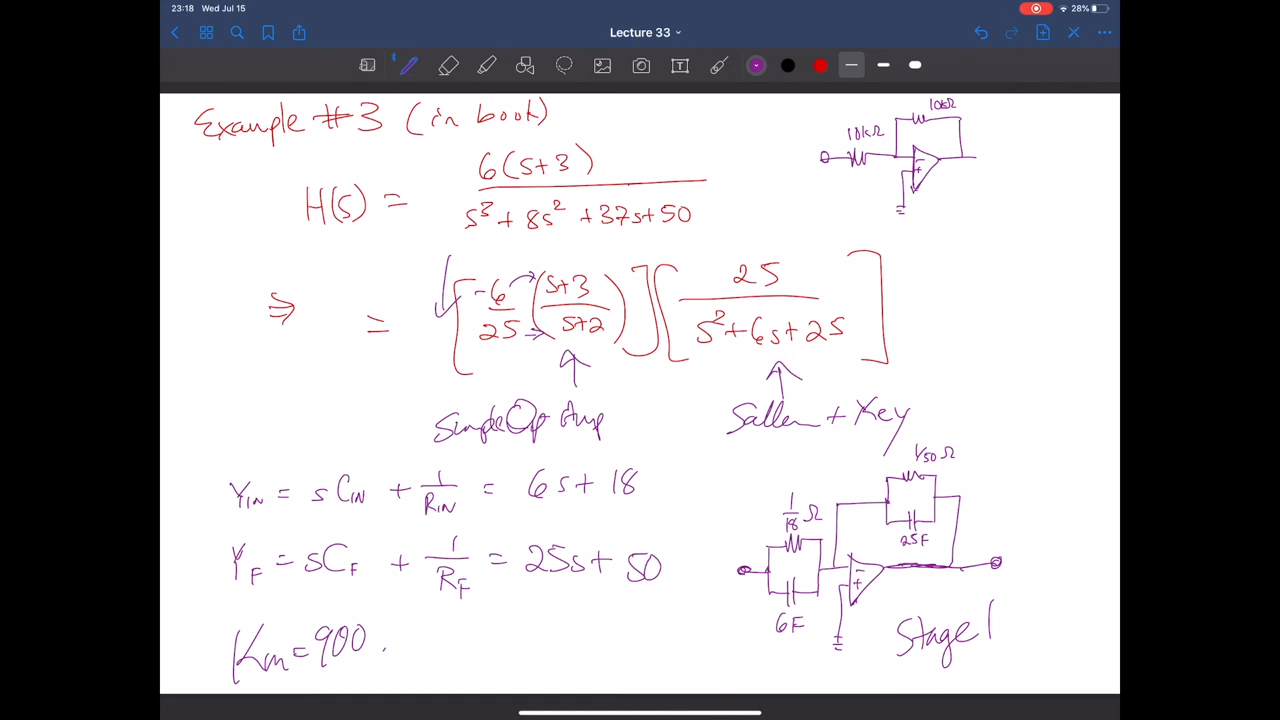 23:18 Wed Jul 15
28%
Lecture 33
Example #3 (in book)
10kΩ
10kΩ
H(s) = 6(s+3) / s³ + 8s² + 37s + 50
⇒ = [ -6/25 (s+3 / s+2) ] [ 25 / s² + 6s + 25 ]
Simple Op Amp
Sallen + Key
Y_IN = sC_IN + 1/R_IN = 6s + 18
Y_F = sC_F + 1/R_F = 25s + 50
Km = 900
1/50 Ω
25F
1/18 Ω
6F
Stage 1